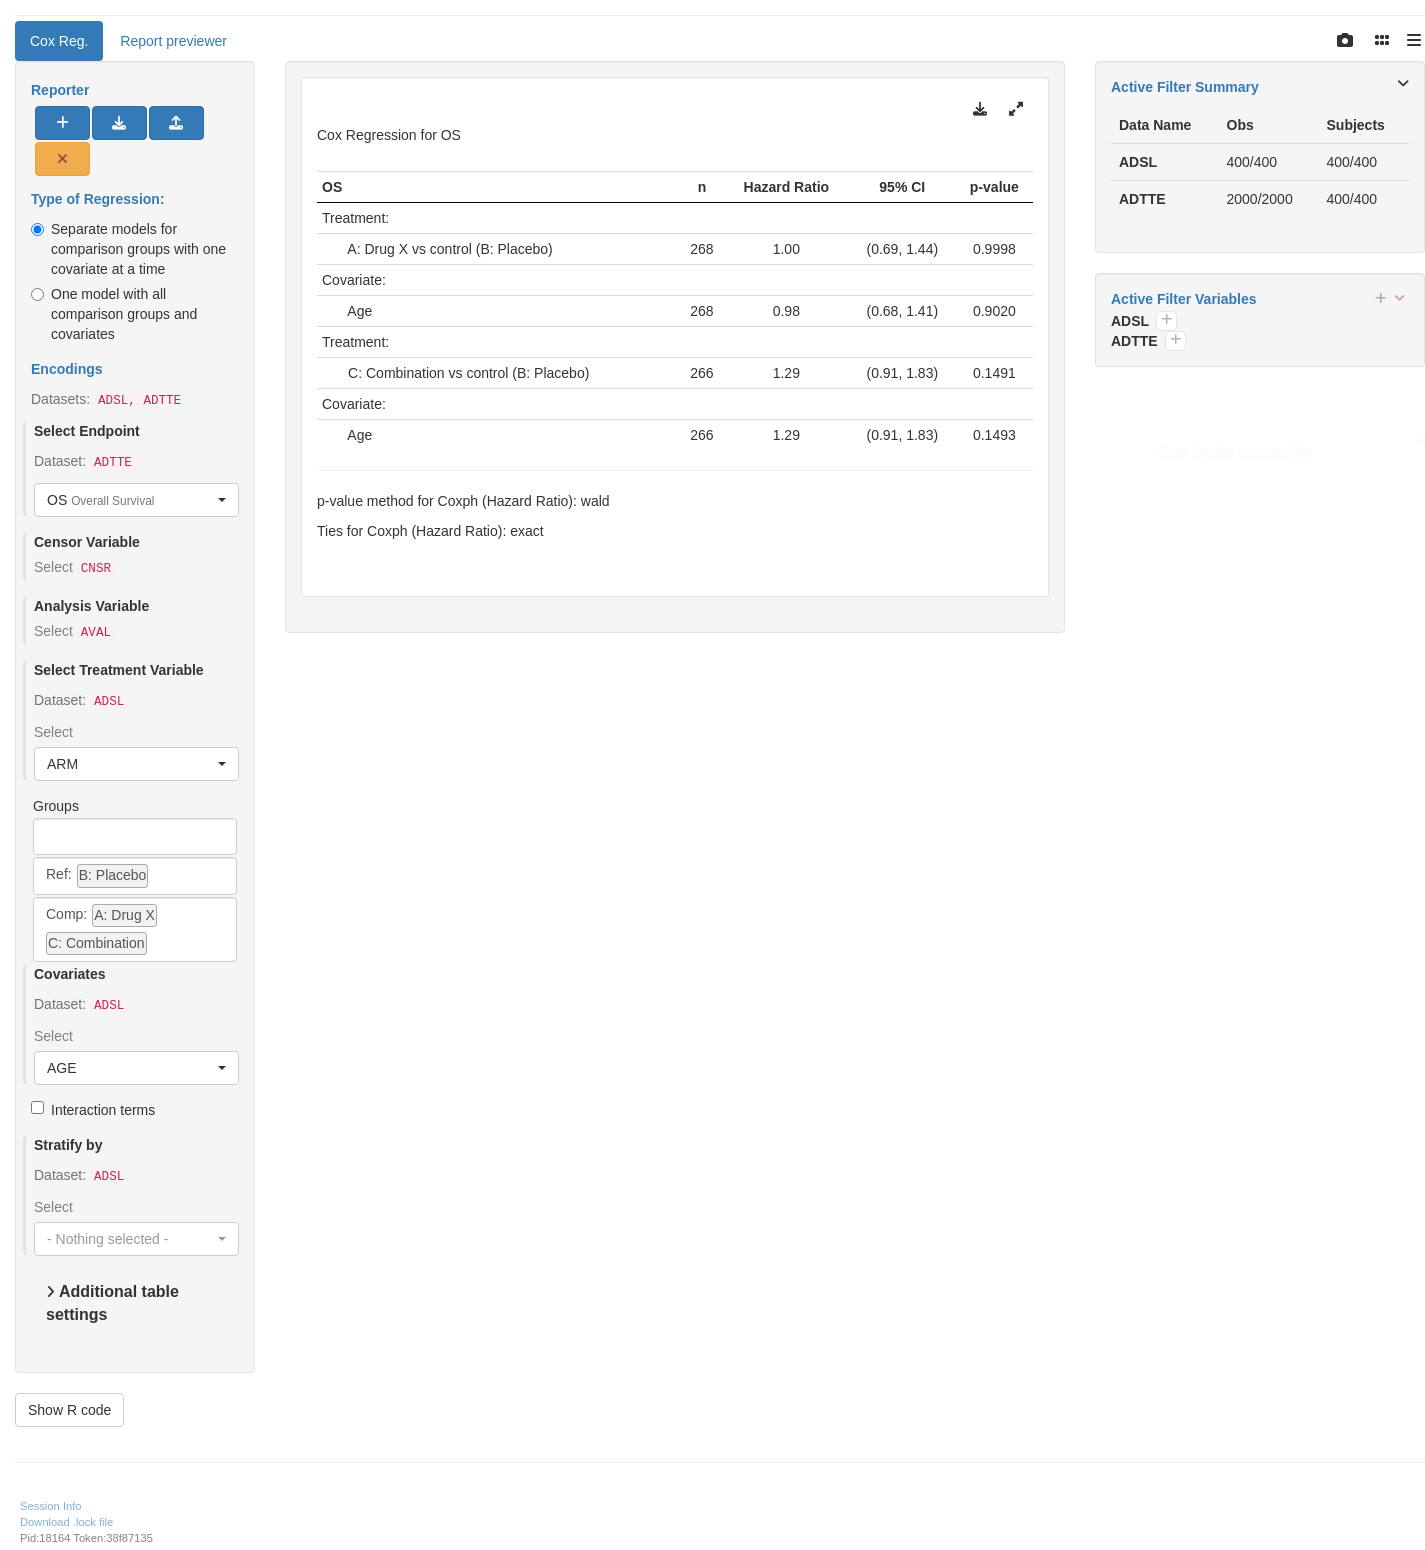 Cox Reg.
Report previewer
Reporter
Type of Regression:
Separate models for
comparison groups with one
covariate at a time
One model with all
comparison groups and
covariates
Encodings
Datasets: ADSL, ADTTE
Select Endpoint
Dataset: ADTTE
OS Overall Survival
Censor Variable
Select CNSR
Analysis Variable
Select AVAL
Select Treatment Variable
Dataset: ADSL
Select
ARM
Groups
Ref: B: Placebo
Comp: A: Drug X
C: Combination
Covariates
Dataset: ADSL
Select
AGE
Interaction terms
Stratify by
Dataset: ADSL
Select
- Nothing selected -
Additional table
settings
Show R code
Cox Regression for OS
OS n Hazard Ratio 95% CI p-value
Treatment:
A: Drug X vs control (B: Placebo) 268 1.00 (0.69, 1.44) 0.9998
Covariate:
Age 268 0.98 (0.68, 1.41) 0.9020
Treatment:
C: Combination vs control (B: Placebo) 266 1.29 (0.91, 1.83) 0.1491
Covariate:
Age 266 1.29 (0.91, 1.83) 0.1493
p-value method for Coxph (Hazard Ratio): wald
Ties for Coxph (Hazard Ratio): exact
Active Filter Summary
Data Name Obs Subjects
ADSL 400/400 400/400
ADTTE 2000/2000 400/400
Active Filter Variables
ADSL
ADTTE
Data loaded successfully
Session Info
Download .lock file
Pid:18164 Token:38f87135